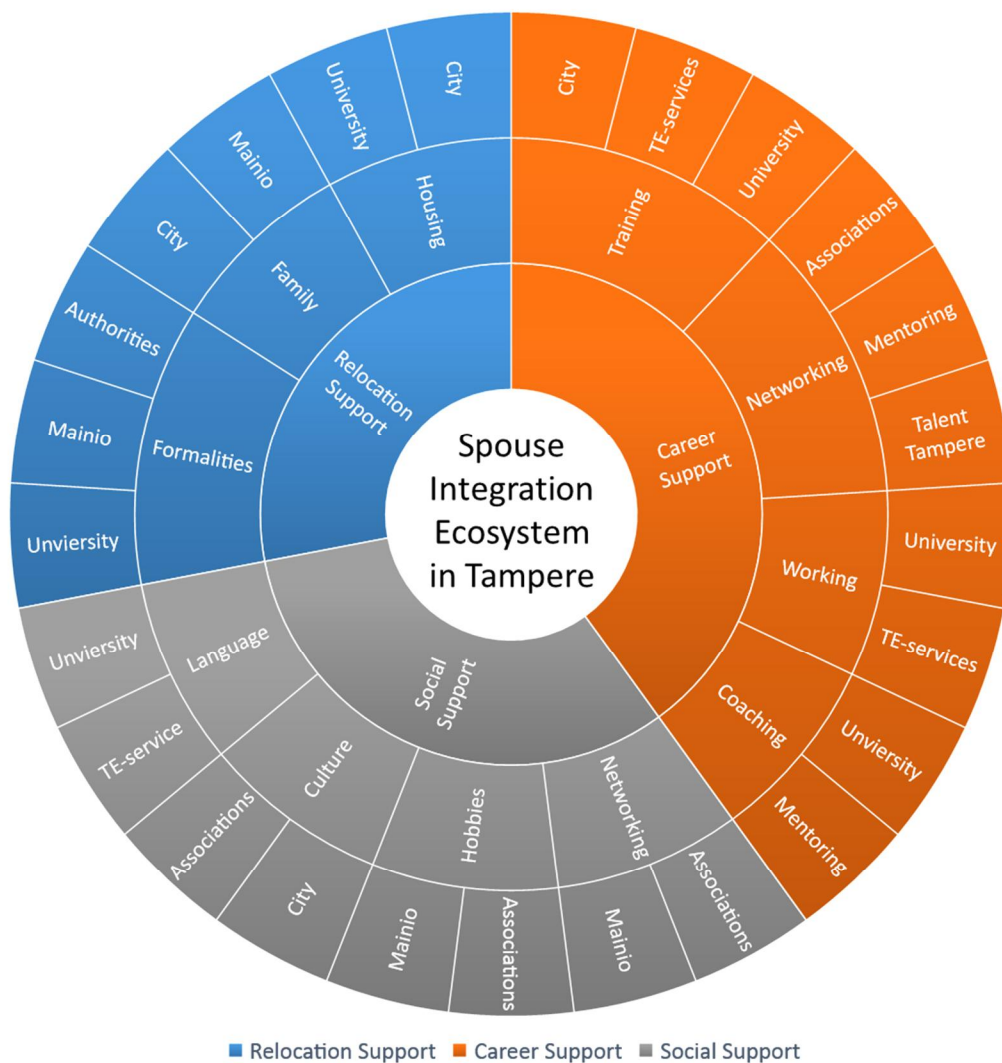 Spouse
Integration
Ecosystem
in Tampere
Relocation
Support
Housing
City
University
Family
Mainio
City
Formalities
Authorities
Mainio
Unviersity
Career
Support
Training
City
TE-services
University
Networking
Associations
Mentoring
Talent
Tampere
Working
University
TE-services
Coaching
Unviersity
Mentoring
Social
Support
Networking
Associations
Mainio
Hobbies
Associations
Mainio
Culture
City
Associations
Language
TE-service
Unviersity
Relocation Support
Career Support
Social Support